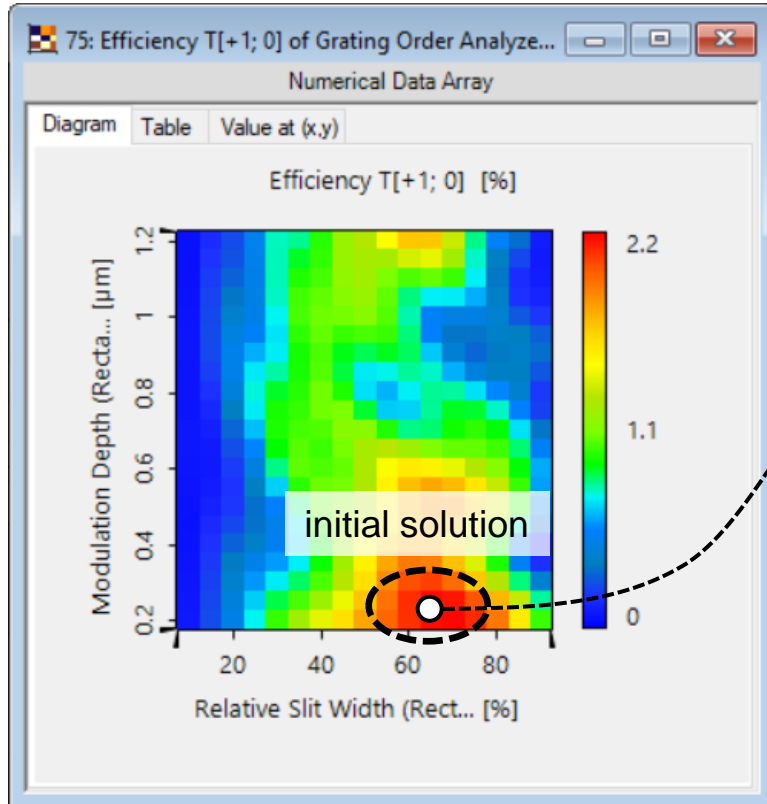 75: Efficiency T[+1; 0] of Grating Order Analyze...
Numerical Data Array
Diagram Table Value at (x,y)
Efficiency T[+1; 0] [%]
2.2
1.1
0
Modulation Depth (Recta... [µm]
1.2
1
0.8
0.6
0.4
0.2
initial solution
20 40 60 80
Relative Slit Width (Rect... [%]